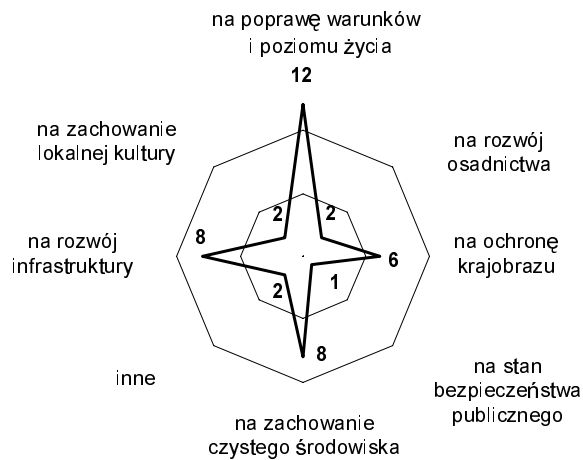 na poprawę warunków
i poziomu życia
12
na zachowanie
lokalnej kultury
na rozwój
osadnictwa
2
2
8
na rozwój
infrastruktury
na ochronę
krajobrazu
6
2
1
8
inne
na stan
bezpieczeństwa
publicznego
na zachowanie
czystego środowiska